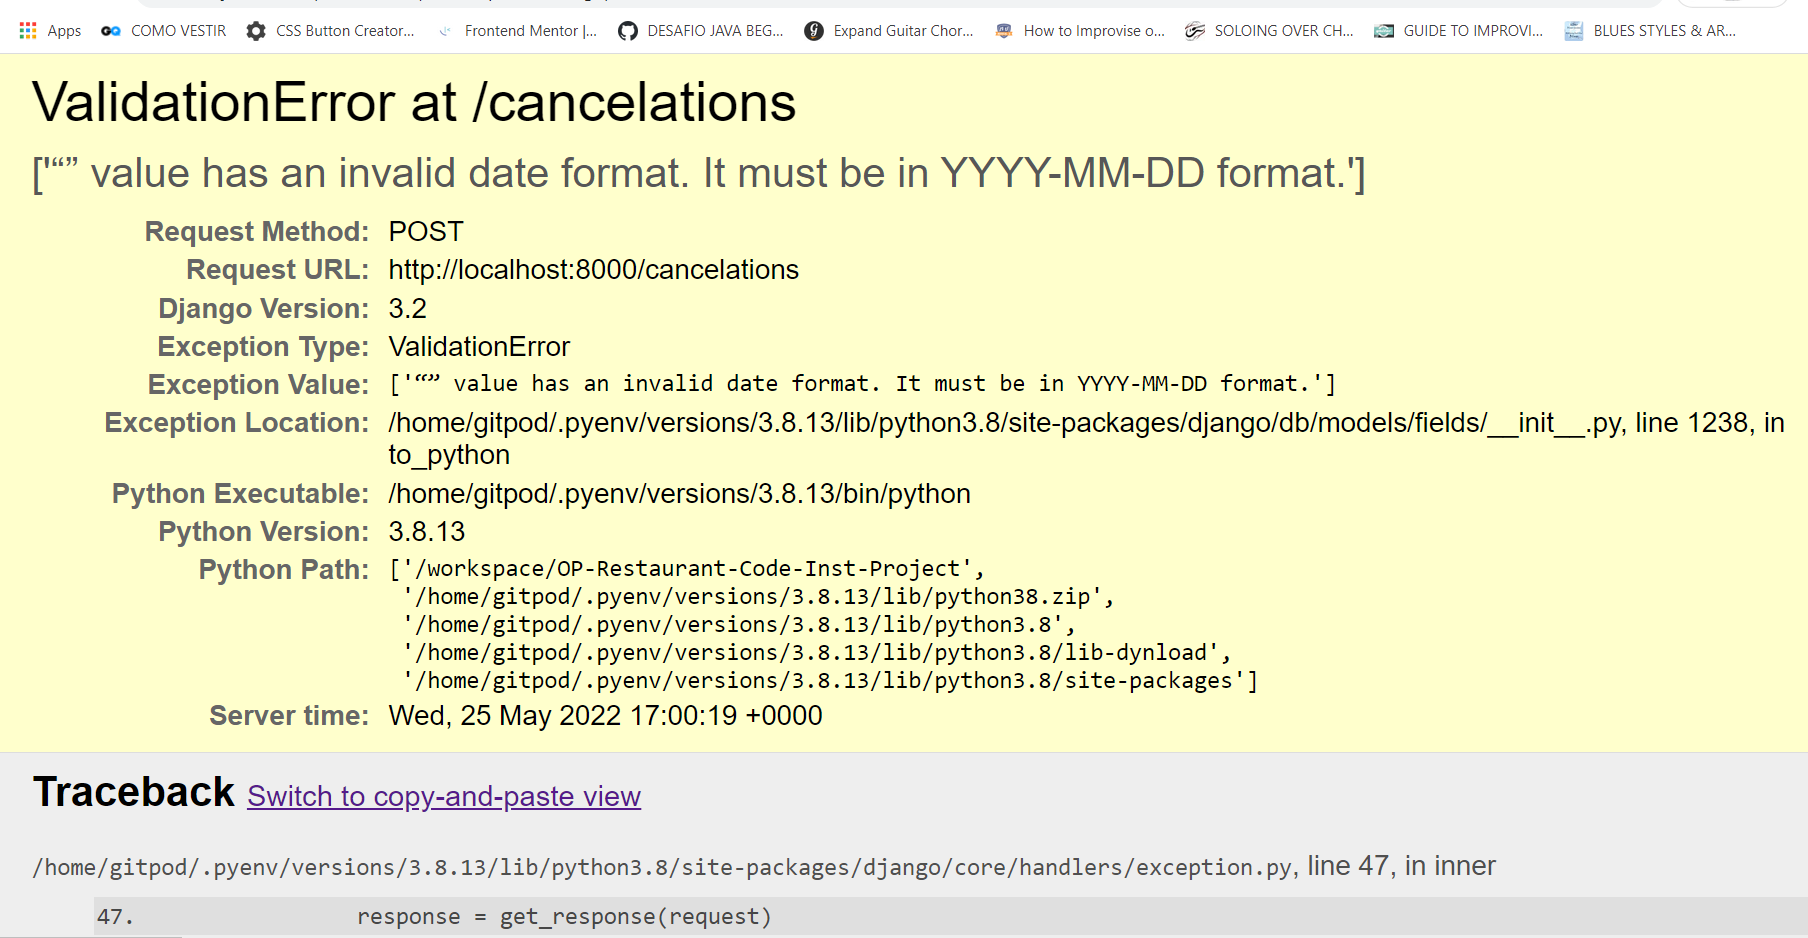 Apps COMO VESTIR CSS Button Creator... Frontend Mentor |... DESAFIO JAVA BEG... Expand Guitar Chor... How to Improvise o... SOLOING OVER CH... GUIDE TO IMPROVI... BLUES STYLES & AR...
ValidationError at /cancelations
['“” value has an invalid date format. It must be in YYYY-MM-DD format.']
Request Method: POST
Request URL: http://localhost:8000/cancelations
Django Version: 3.2
Exception Type: ValidationError
Exception Value: ['“” value has an invalid date format. It must be in YYYY-MM-DD format.']
Exception Location: /home/gitpod/.pyenv/versions/3.8.13/lib/python3.8/site-packages/django/db/models/fields/__init__.py, line 1238, in
to_python
Python Executable: /home/gitpod/.pyenv/versions/3.8.13/bin/python
Python Version: 3.8.13
Python Path: ['/workspace/OP-Restaurant-Code-Inst-Project',
'/home/gitpod/.pyenv/versions/3.8.13/lib/python38.zip',
'/home/gitpod/.pyenv/versions/3.8.13/lib/python3.8',
'/home/gitpod/.pyenv/versions/3.8.13/lib/python3.8/lib-dynload',
'/home/gitpod/.pyenv/versions/3.8.13/lib/python3.8/site-packages']
Server time: Wed, 25 May 2022 17:00:19 +0000
Traceback Switch to copy-and-paste view
/home/gitpod/.pyenv/versions/3.8.13/lib/python3.8/site-packages/django/core/handlers/exception.py, line 47, in inner
47. response = get_response(request)